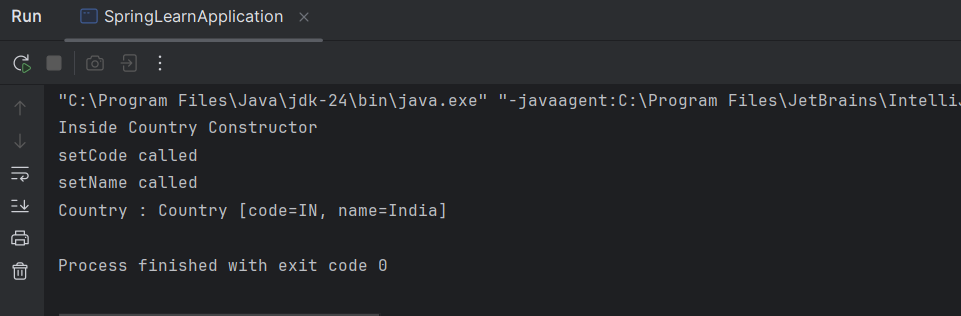 Run SpringLearnApplication
"C:\Program Files\Java\jdk-24\bin\java.exe" "-javaagent:C:\Program Files\JetBrains\IntelliJ
Inside Country Constructor
setCode called
setName called
Country : Country [code=IN, name=India]
Process finished with exit code 0